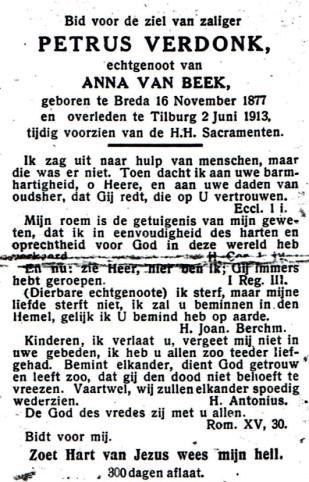 Bid voor de ziel van zaliger
PETRUS VERDONK,
echtgenoot van
ANNA VAN BEEK,
geboren te Breda 16 November 1877
en overleden te Tilburg 2 Juni 1913,
tijdig voorzien van de H.H. Sacramenten.
Ik zag uit naar hulp van menschen, maar
die was er niet. Toen dacht ik aan uwe barm-
hartigheid, o Heere, en aan uwe daden van
oudsher, dat Gij redt, die op U vertrouwen.
Eccl. 1 i.
Mijn roem is de getuigenis van mijn gewe-
ten, dat ik in eenvoudigheid des harten en
oprechtheid voor God in deze wereld heb
En nu: zie Heer, hier ben ik; Gij immers
hebt geroepen. I Reg. III.
(Dierbare echtgenoote) ik sterf, maar mijne
liefde sterft niet, ik zal u beminnen in den
Hemel, gelijk ik U bemind heb op aarde.
H. Joan. Berchm.
Kinderen, ik verlaat u, vergeet mij niet in
uwe gebeden, ik heb u allen zoo teeder lief-
gehad. Bemint elkander, dient God getrouw
en leeft zoo, dat gij den dood niet behoeft te
vreezen. Vaartwel, wij zullen elkander spoedig
wederzien. H. Antonius.
De God des vredes zij met u allen.
Rom. XV, 30.
Bidt voor mij.
Zoet Hart van Jezus wees mijn heil.
300 dagen aflaat.